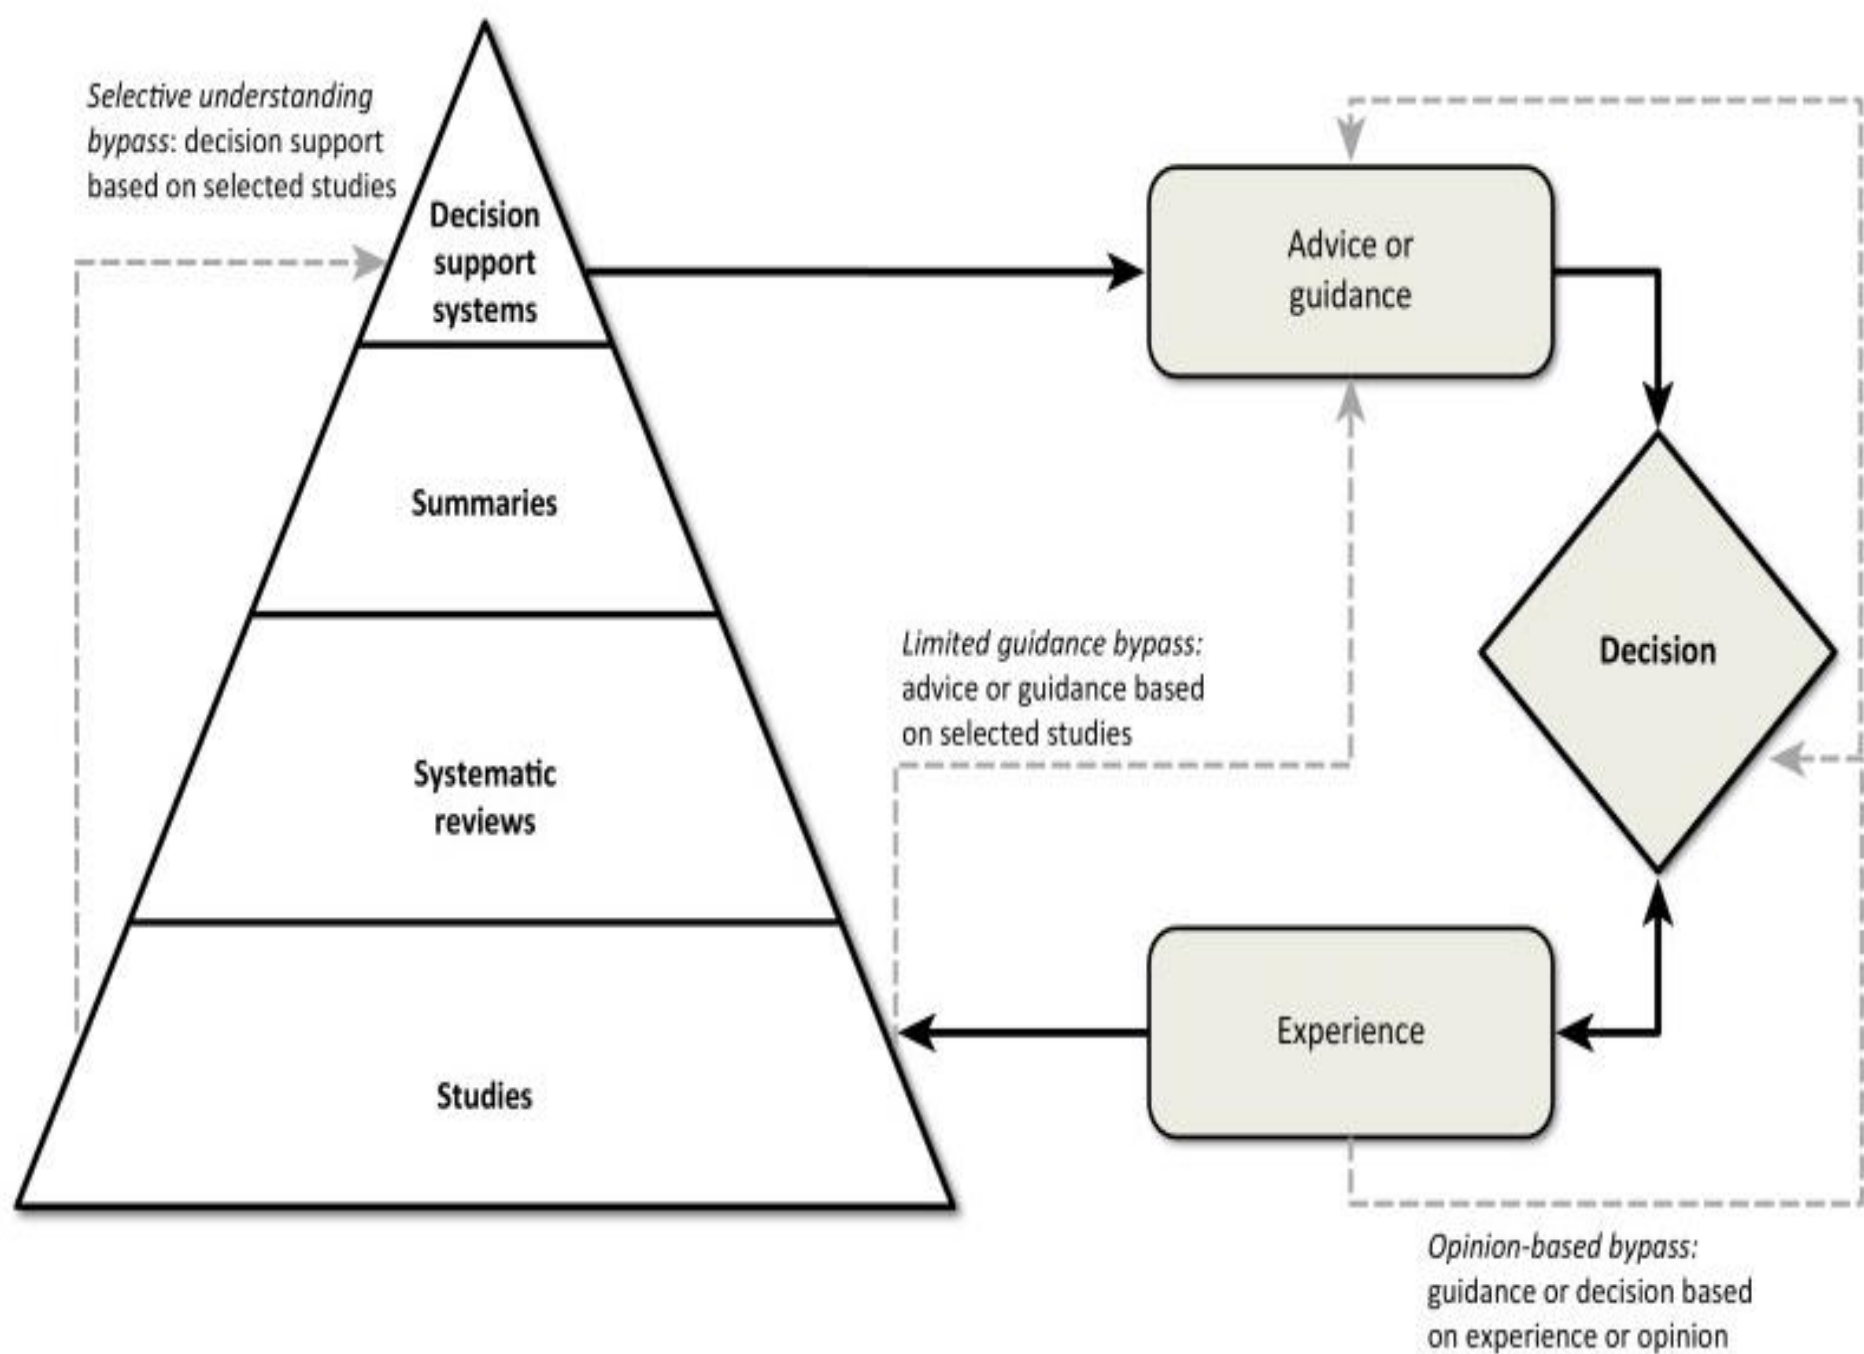 Selective understanding
bypass: decision support
based on selected studies
Decision
support
systems
Summaries
Systematic
reviews
Studies
Advice or
guidance
Decision
Limited guidance bypass:
advice or guidance based
on selected studies
Experience
Opinion-based bypass:
guidance or decision based
on experience or opinion